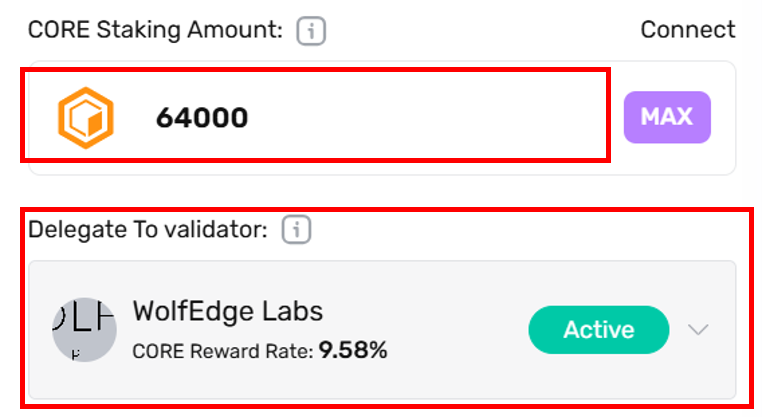 CORE Staking Amount: i Connect
64000 MAX
Delegate To validator: i
WolfEdge Labs
Active
CORE Reward Rate: 9.58%